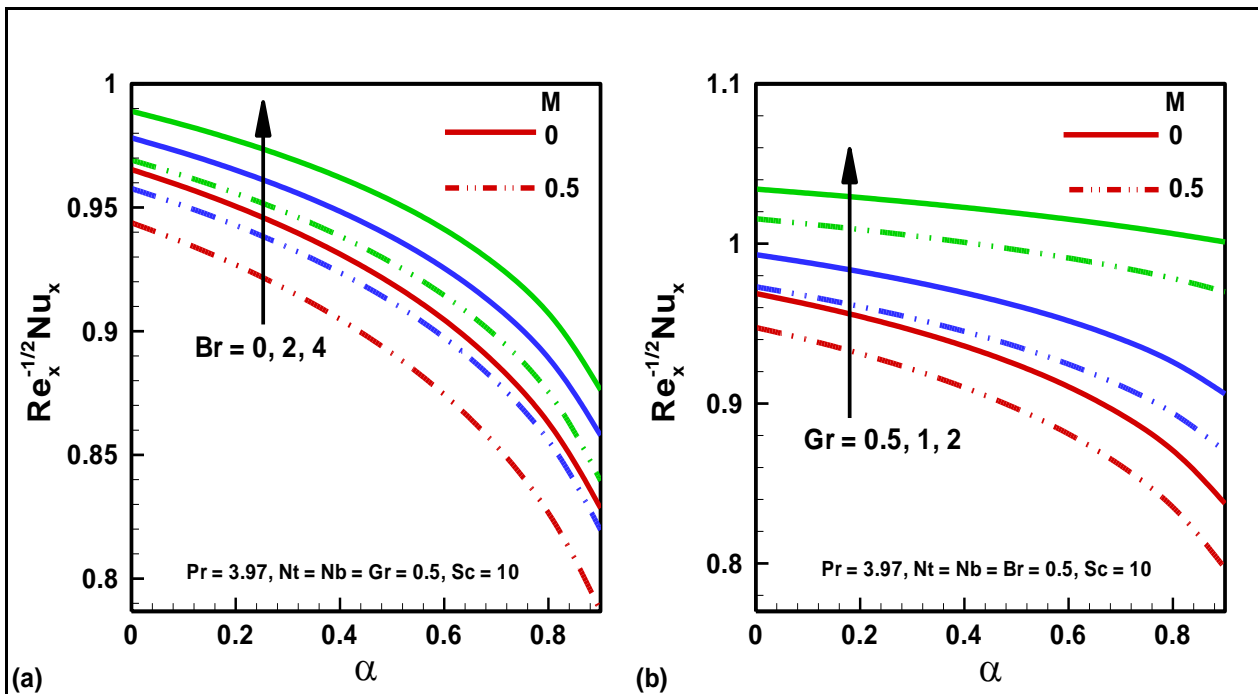 1
0.95
0.9
0.85
0.8
0
0.2
0.4
0.6
0.8
Re_x^{-1/2}Nu_x
α
M
0
0.5
Br = 0, 2, 4
Pr = 3.97, Nt = Nb = Gr = 0.5, Sc = 10
(a)
1.1
1
0.9
0.8
0
0.2
0.4
0.6
0.8
Re_x^{-1/2}Nu_x
α
M
0
0.5
Gr = 0.5, 1, 2
Pr = 3.97, Nt = Nb = Br = 0.5, Sc = 10
(b)